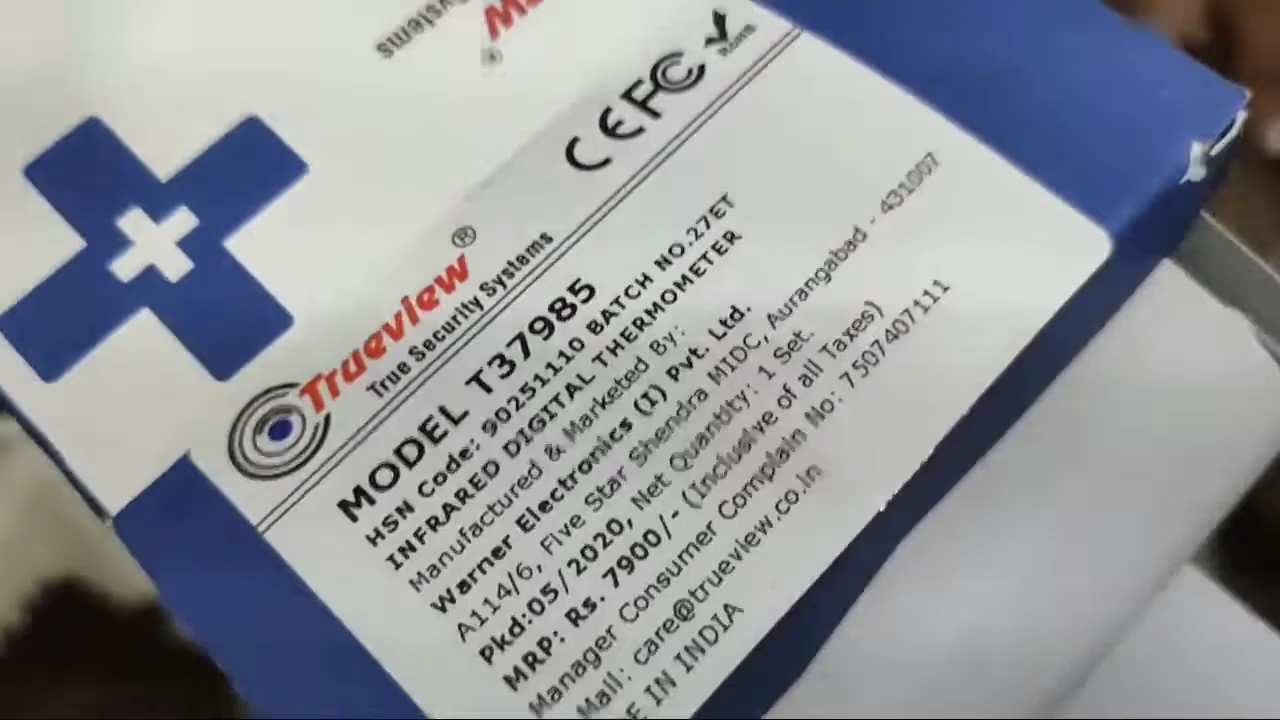 Systems
CE FC RoHS
Trueview®
True Security Systems
MODEL T37985
HSN Code: 90251110 BATCH NO.27ET
INFRARED DIGITAL THERMOMETER
Manufactured & Marketed By:
Warner Electronics (I) Pvt. Ltd.
A114/6, Five Star Shendra MIDC, Aurangabad - 431007
Pkd:05/2020, Net Quantity: 1 Set.
MRP: Rs. 7900/- (Inclusive of all Taxes)
Manager Consumer Complain No: 7507407111
Mail: care@trueview.co.in
E IN INDIA